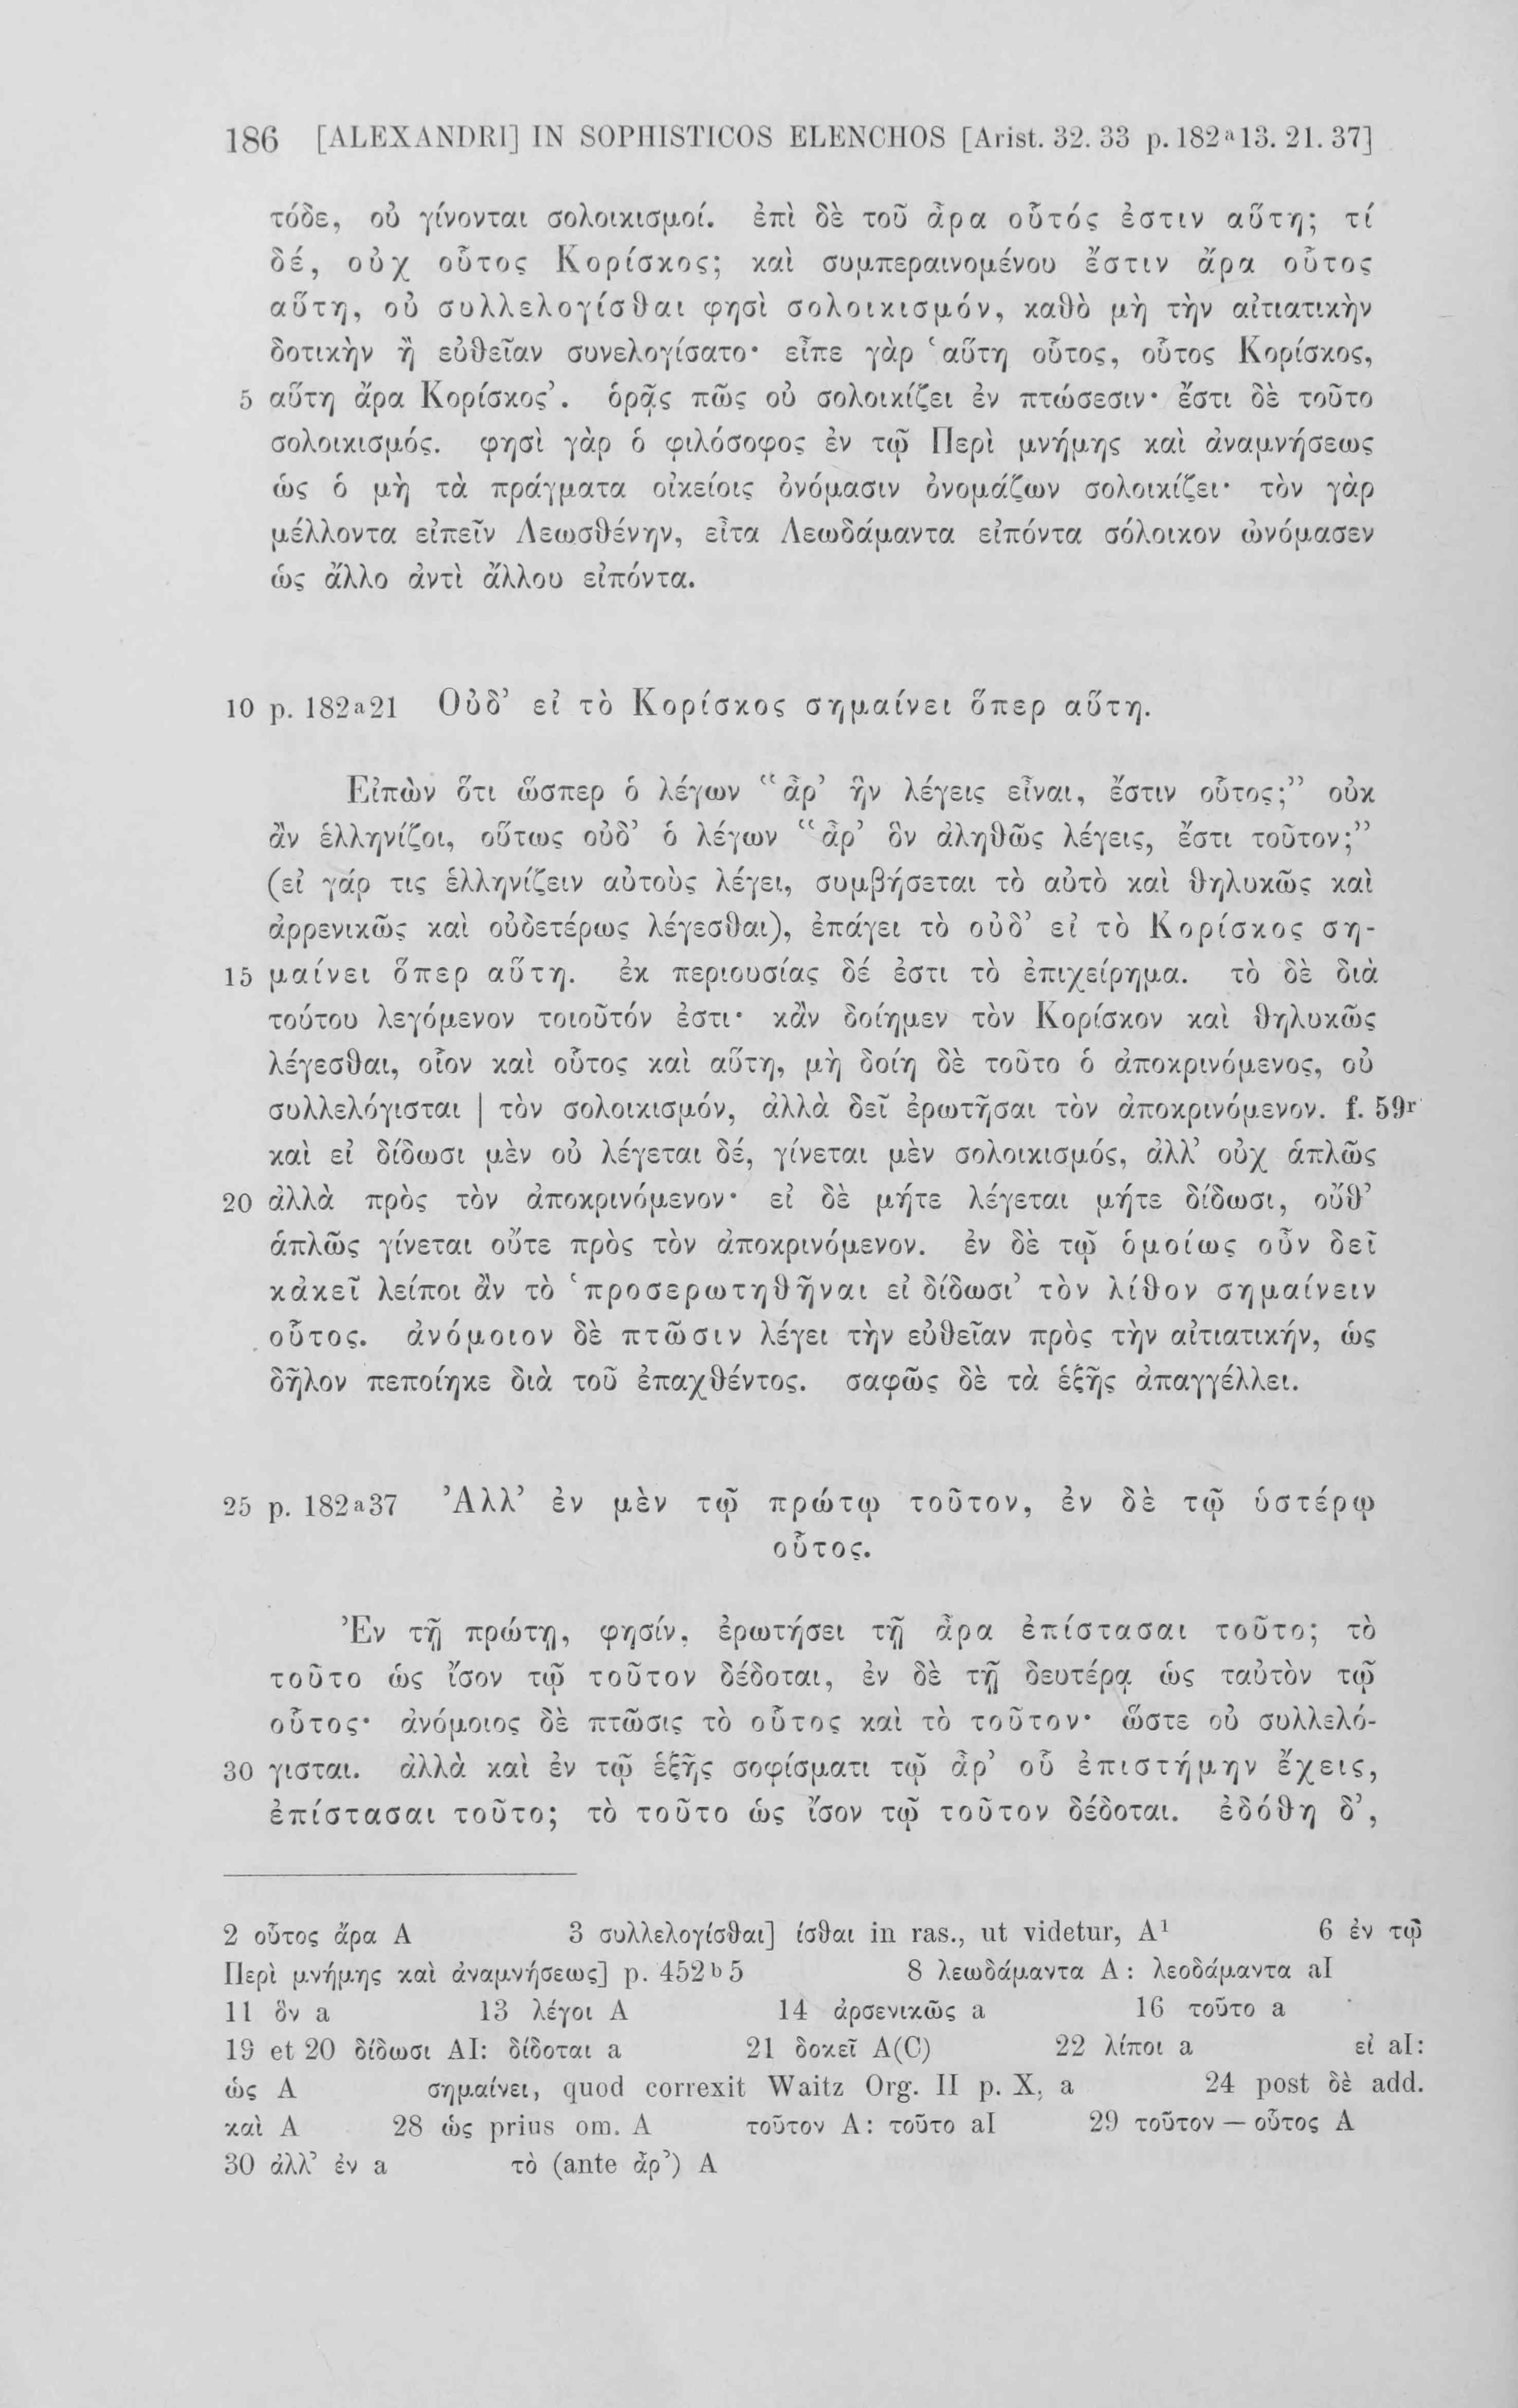 186 [ALEXANDRI] IN SOPHISTICOS ELENCHOS [Arist. 32. 33 p. 182ᵃ13. 21. 37]
τόδε, οὐ γίνονται σολοικισμοί. ἐπὶ δὲ τοῦ ἆρα οὗτός ἐστιν αὕτη; τί
δέ, οὐχ οὗτος Κορίσκος; καὶ συμπεραινομένου ἔστιν ἄρα οὗτος
αὕτη, οὐ συλλελογίσθαι φησὶ σολοικισμόν, καθὸ μὴ τὴν αἰτιατικὴν
δοτικὴν ἢ εὐθεῖαν συνελογίσατο· εἶπε γὰρ ‘αὕτη οὗτος, οὗτος Κορίσκος,
5 αὕτη ἄρα Κορίσκος’. ὁρᾷς πῶς οὐ σολοικίζει ἐν πτώσεσιν· ἔστι δὲ τοῦτο
σολοικισμός. φησὶ γὰρ ὁ φιλόσοφος ἐν τῷ Περὶ μνήμης καὶ ἀναμνήσεως
ὡς ὁ μὴ τὰ πράγματα οἰκείοις ὀνόμασιν ὀνομάζων σολοικίζει· τὸν γὰρ
μέλλοντα εἰπεῖν Λεωσθένην, εἶτα Λεωδάμαντα εἰπόντα σόλοικον ὠνόμασεν
ὡς ἄλλο ἀντὶ ἄλλου εἰπόντα.
10 p. 182ᵃ21 Οὐδ’ εἰ τὸ Κορίσκος σημαίνει ὅπερ αὕτη.
Εἰπὼν ὅτι ὥσπερ ὁ λέγων “ἆρ’ ἣν λέγεις εἶναι, ἔστιν οὗτος;” οὐκ
ἂν ἑλληνίζοι, οὕτως οὐδ’ ὁ λέγων “ἆρ’ ὃν ἀληθῶς λέγεις, ἔστι τοῦτον;”
(εἰ γάρ τις ἑλληνίζειν αὐτοὺς λέγει, συμβήσεται τὸ αὐτὸ καὶ θηλυκῶς καὶ
ἀρρενικῶς καὶ οὐδετέρως λέγεσθαι), ἐπάγει τὸ οὐδ’ εἰ τὸ Κορίσκος ση-
15 μαίνει ὅπερ αὕτη. ἐκ περιουσίας δέ ἐστι τὸ ἐπιχείρημα. τὸ δὲ διὰ
τούτου λεγόμενον τοιοῦτόν ἐστι· κἂν δοίημεν τὸν Κορίσκον καὶ θηλυκῶς
λέγεσθαι, οἷον καὶ οὗτος καὶ αὕτη, μὴ δοίη δὲ τοῦτο ὁ ἀποκρινόμενος, οὐ
συλλελόγισται | τὸν σολοικισμόν, ἀλλὰ δεῖ ἐρωτῆσαι τὸν ἀποκρινόμενον. f. 59ʳ
καὶ εἰ δίδωσι μὲν οὐ λέγεται δέ, γίνεται μὲν σολοικισμός, ἀλλ’ οὐχ ἁπλῶς
20 ἀλλὰ πρὸς τὸν ἀποκρινόμενον· εἰ δὲ μήτε λέγεται μήτε δίδωσι, οὔθ’
ἁπλῶς γίνεται οὔτε πρὸς τὸν ἀποκρινόμενον. ἐν δὲ τῷ ὁμοίως οὖν δεῖ
κἀκεῖ λείποι ἂν τὸ ‘προσερωτηθῆναι εἰ δίδωσι’ τὸν λίθον σημαίνειν
οὗτος. ἀνόμοιον δὲ πτῶσιν λέγει τὴν εὐθεῖαν πρὸς τὴν αἰτιατικήν, ὡς
δῆλον πεποίηκε διὰ τοῦ ἐπαχθέντος. σαφῶς δὲ τὰ ἑξῆς ἀπαγγέλλει.
25 p. 182ᵃ37 Ἀλλ’ ἐν μὲν τῷ πρώτῳ τοῦτον, ἐν δὲ τῷ ὑστέρῳ
οὗτος.
Ἐν τῇ πρώτῃ, φησίν, ἐρωτήσει τῇ ἆρα ἐπίστασαι τοῦτο; τὸ
τοῦτο ὡς ἴσον τῷ τοῦτον δέδοται, ἐν δὲ τῇ δευτέρᾳ ὡς ταὐτὸν τῷ
οὗτος· ἀνόμοιος δὲ πτῶσις τὸ οὗτος καὶ τὸ τοῦτον· ὥστε οὐ συλλελό-
30 γισται. ἀλλὰ καὶ ἐν τῷ ἑξῆς σοφίσματι τῷ ἆρ’ οὗ ἐπιστήμην ἔχεις,
ἐπίστασαι τοῦτο; τὸ τοῦτο ὡς ἴσον τῷ τοῦτον δέδοται. ἐδόθη δ’,
2 οὗτος ἄρα A 3 συλλελογίσθαι] ίσθαι in ras., ut videtur, A¹ 6 ἐν τῷ
Περὶ μνήμης καὶ ἀναμνήσεως] p. 452ᵇ5 8 λεωδάμαντα A : λεοδάμαντα aI
11 ὃν a 13 λέγοι A 14 ἀρσενικῶς a 16 τοῦτο a
19 et 20 δίδωσι AI: δίδοται a 21 δοκεῖ A(C) 22 λίποι a εἰ aI:
ὡς A σημαίνει, quod correxit Waitz Org. II p. X, a 24 post δὲ add.
καὶ A 28 ὡς prius om. A τοῦτον A: τοῦτο aI 29 τοῦτον — οὗτος A
30 ἀλλ’ ἐν a τὸ (ante ἆρ’) A